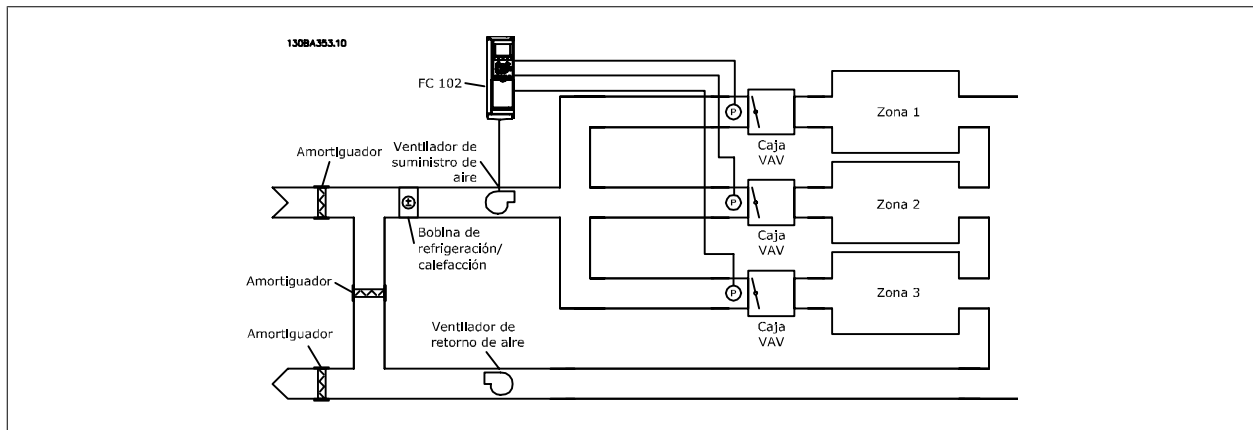 130BA353.10
FC 102
Amortiguador
Ventilador de
suministro de
aire
Bobina de
refrigeración/
calefacción
Amortiguador
Amortiguador
Ventilador de
retorno de aire
P
Caja
VAV
Zona 1
P
Caja
VAV
Zona 2
P
Caja
VAV
Zona 3